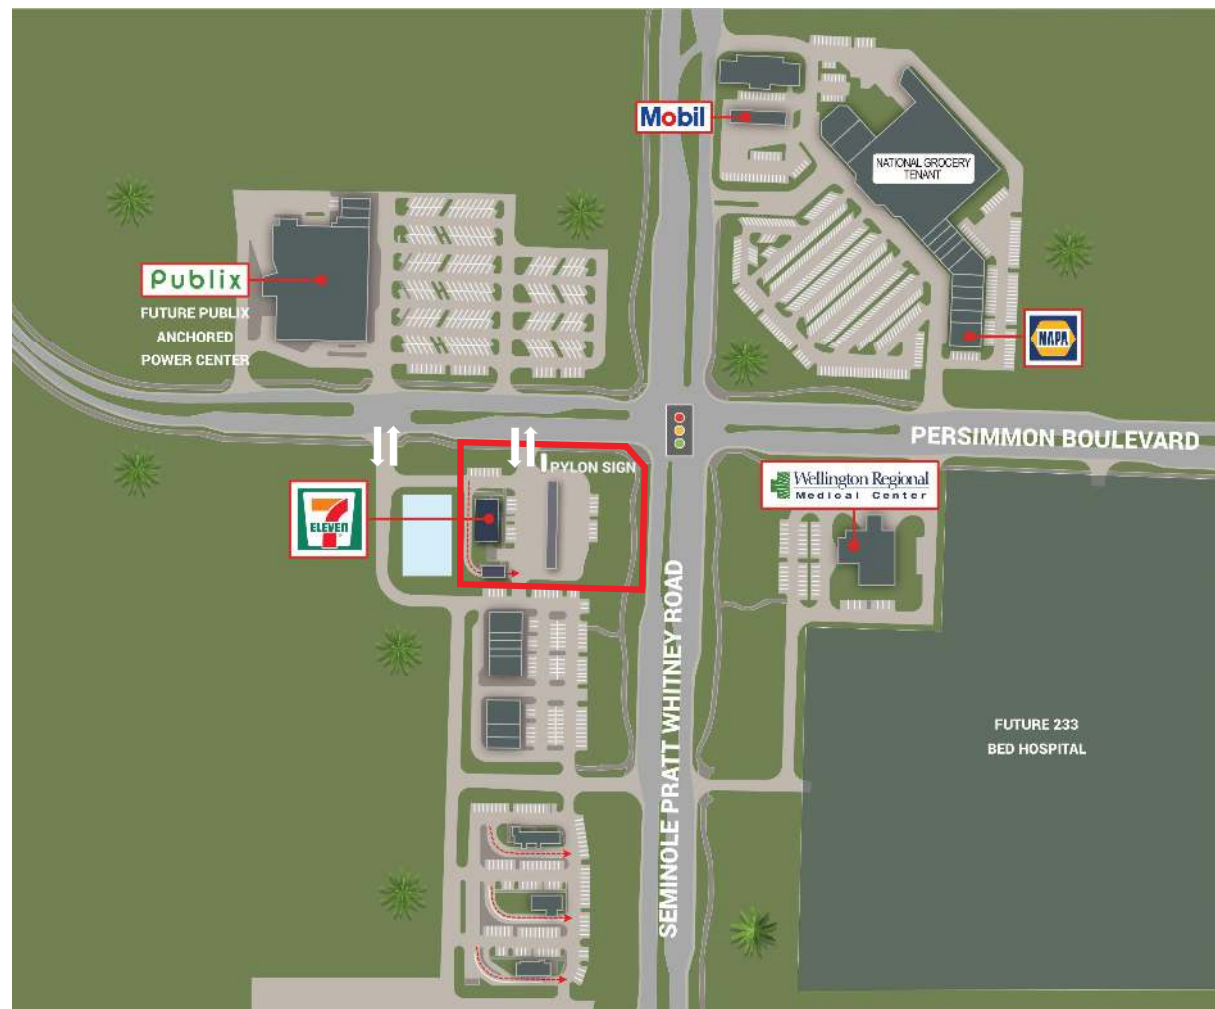 Mobil
NATIONAL GROCERY
TENANT
Publix
FUTURE PUBLIX
ANCHORED
POWER CENTER
NAPA
PERSIMMON BOULEVARD
PYLON SIGN
Wellington Regional
Medical Center
7
ELEVEn
SEMINOLE PRATT WHITNEY ROAD
FUTURE 233
BED HOSPITAL